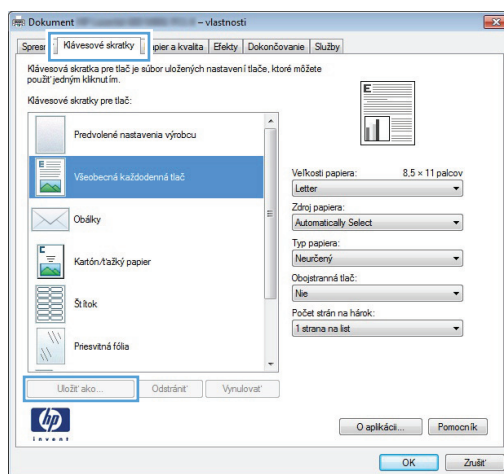 Dokument – vlastnosti
Klávesové skratky
pier a kvalita
Efekty
Dokončovanie
Služby
Klávesová skratka pre tlač je súbor uložených nastavení tlače, ktoré môžete
použiť jedným kliknutím.
Klávesové skratky pre tlač:
Predvolené nastavenia výrobcu
Všeobecná každodenná tlač
Obálky
Kartón/ťažký papier
Štítok
Priesvitná fólia
Uložiť ako...
Odstrániť
Vynulovať
E
Veľkosti papiera: 8,5 × 11 palcov
Letter
Zdroj papiera:
Automatically Select
Typ papiera:
Neurčený
Obojstranná tlač:
Nie
Počet strán na hárok:
1 strana na list
hp
invent
O aplikácii...
Pomocník
OK
Zrušiť